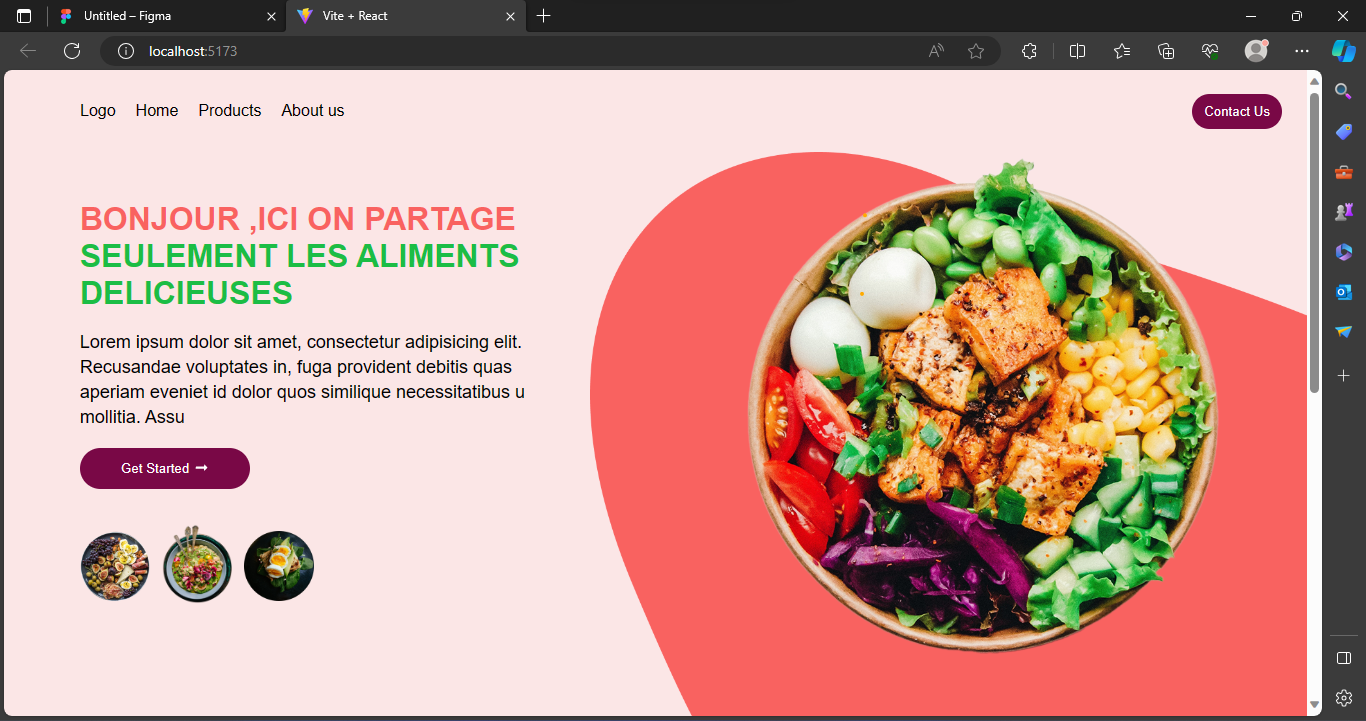 Untitled – Figma
Vite + React
localhost:5173
Logo Home Products About us
Contact Us
BONJOUR ,ICI ON PARTAGE
SEULEMENT LES ALIMENTS
DELICIEUSES
Lorem ipsum dolor sit amet, consectetur adipisicing elit.
Recusandae voluptates in, fuga provident debitis quas
aperiam eveniet id dolor quos similique necessitatibus u
mollitia. Assu
Get Started ➞